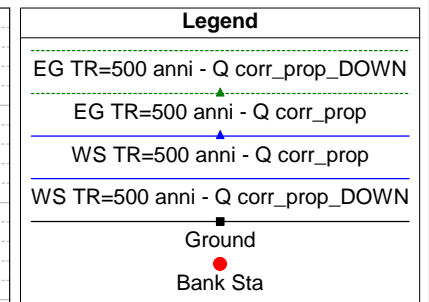 Legend
EG TR=500 anni - Q corr_prop_DOWN
EG TR=500 anni - Q corr_prop
WS TR=500 anni - Q corr_prop
WS TR=500 anni - Q corr_prop_DOWN
Ground
Bank Sta